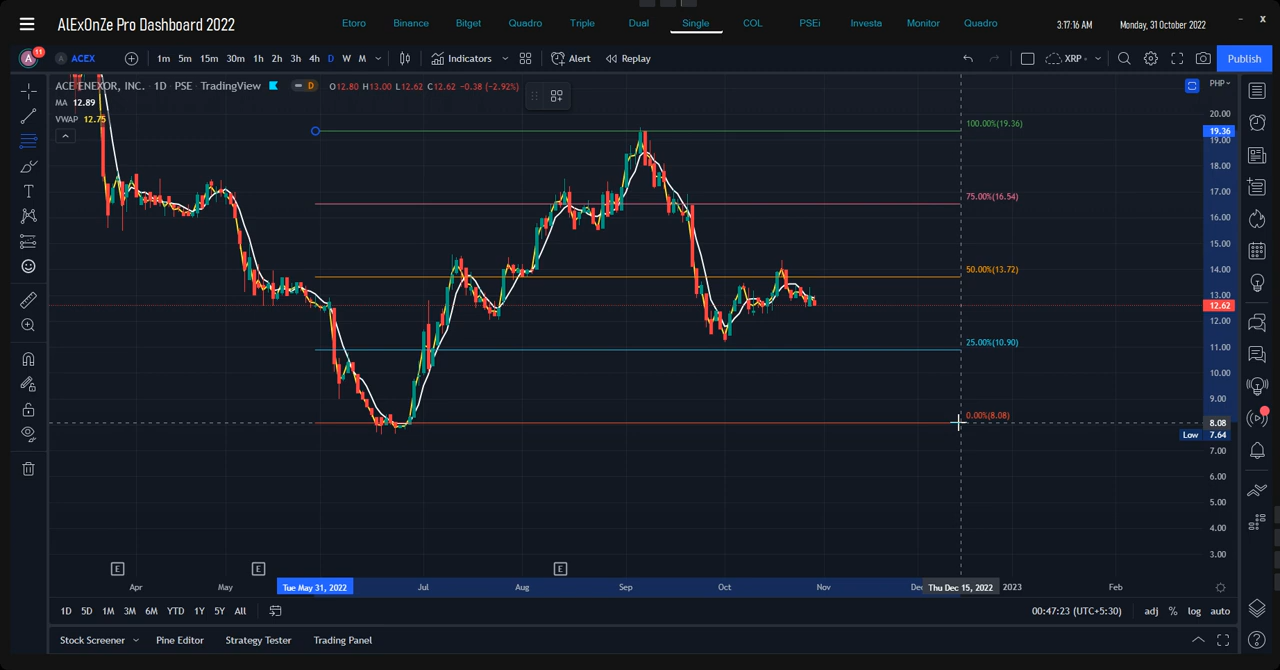 AlExOnZe Pro Dashboard 2022
Etoro Binance Bitget Quadro Triple Dual Single COL PSEi Investa Monitor Quadro
3:17:16 AM Monday, 31 October 2022
– X
A 11 A ACEX 1m 5m 15m 30m 1h 2h 3h 4h D W M Indicators Alert Replay XRP - Publish
ACE ENEXOR, INC. · 1D · PSE · TradingView D O12.80 H13.00 L12.62 C12.62 -0.38 (-2.92%)
MA 12.89
VWAP 12.75
PHP
20.00
100.00%(19.36)
19.36
19.00
18.00
17.00
75.00%(16.54)
16.00
15.00
14.00
50.00%(13.72)
13.00
12.62
12.00
11.00
25.00%(10.90)
10.00
9.00
0.00%(8.08)
8.08
Low 7.64
7.00
6.00
5.00
4.00
3.00
E E E
Apr May Tue May 31, 2022 Jul Aug Sep Oct Nov Dec Thu Dec 15, 2022 2023 Feb
1D 5D 1M 3M 6M YTD 1Y 5Y All 00:47:23 (UTC+5:30) adj % log auto
Stock Screener Pine Editor Strategy Tester Trading Panel